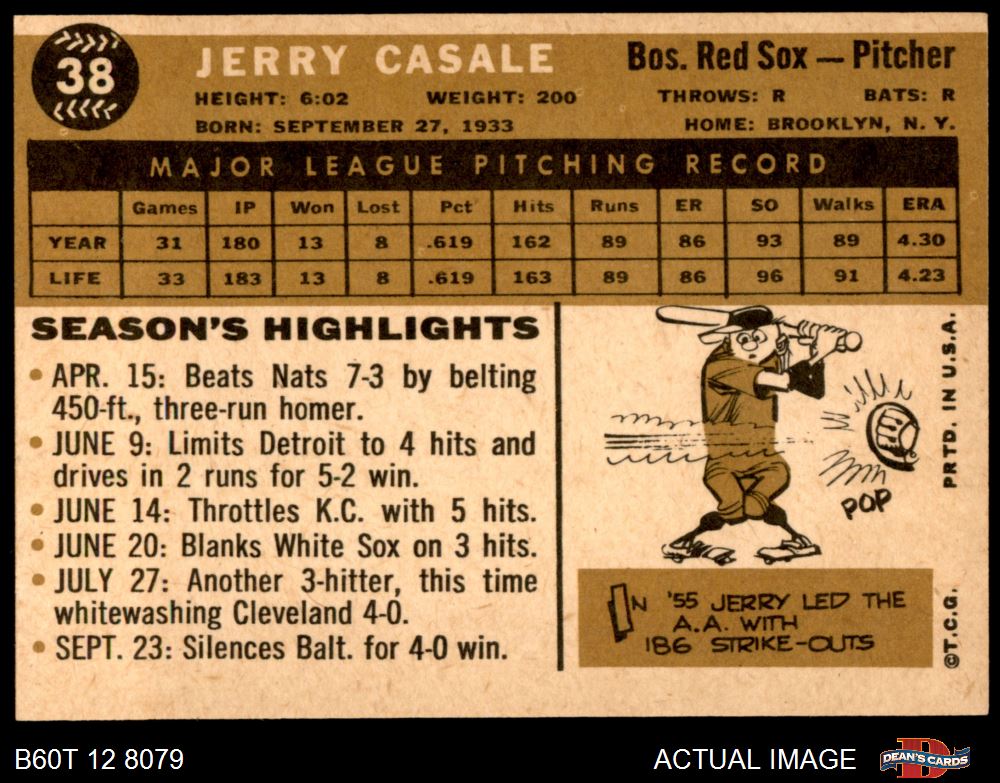 38
JERRY CASALE
Bos. Red Sox — Pitcher
HEIGHT: 6:02 WEIGHT: 200 THROWS: R BATS: R
BORN: SEPTEMBER 27, 1933 HOME: BROOKLYN, N. Y.
MAJOR LEAGUE PITCHING RECORD
Games IP Won Lost Pct Hits Runs ER SO Walks ERA
YEAR 31 180 13 8 .619 162 89 86 93 89 4.30
LIFE 33 183 13 8 .619 163 89 86 96 91 4.23
SEASON'S HIGHLIGHTS
• APR. 15: Beats Nats 7-3 by belting
450-ft., three-run homer.
• JUNE 9: Limits Detroit to 4 hits and
drives in 2 runs for 5-2 win.
• JUNE 14: Throttles K.C. with 5 hits.
• JUNE 20: Blanks White Sox on 3 hits.
• JULY 27: Another 3-hitter, this time
whitewashing Cleveland 4-0.
• SEPT. 23: Silences Balt. for 4-0 win.
POP
IN '55 JERRY LED THE
A.A. WITH
186 STRIKE-OUTS
©T.C.G. PRTD. IN U.S.A.
B60T 12 8079
ACTUAL IMAGE
D
DEAN'S CARDS